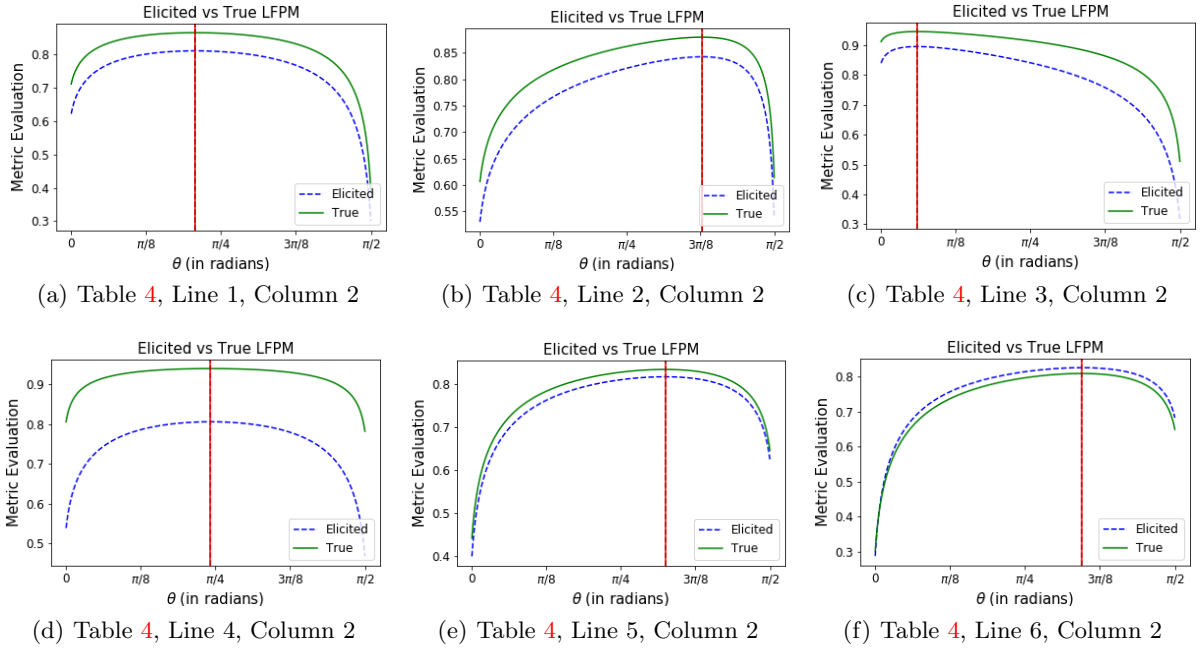 Elicited vs True LFPM
Metric Evaluation
0.8
0.7
0.6
0.5
0.4
0.3
Elicited
True
0 π/8 π/4 3π/8 π/2
θ (in radians)
(a) Table 4, Line 1, Column 2
Elicited vs True LFPM
Metric Evaluation
0.85
0.80
0.75
0.70
0.65
0.60
0.55
Elicited
True
0 π/8 π/4 3π/8 π/2
θ (in radians)
(b) Table 4, Line 2, Column 2
Elicited vs True LFPM
Metric Evaluation
0.9
0.8
0.7
0.6
0.5
0.4
0.3
Elicited
True
0 π/8 π/4 3π/8 π/2
θ (in radians)
(c) Table 4, Line 3, Column 2
Elicited vs True LFPM
Metric Evaluation
0.9
0.8
0.7
0.6
0.5
Elicited
True
0 π/8 π/4 3π/8 π/2
θ (in radians)
(d) Table 4, Line 4, Column 2
Elicited vs True LFPM
Metric Evaluation
0.8
0.7
0.6
0.5
0.4
Elicited
True
0 π/8 π/4 3π/8 π/2
θ (in radians)
(e) Table 4, Line 5, Column 2
Elicited vs True LFPM
Metric Evaluation
0.8
0.7
0.6
0.5
0.4
0.3
Elicited
True
0 π/8 π/4 3π/8 π/2
θ (in radians)
(f) Table 4, Line 6, Column 2